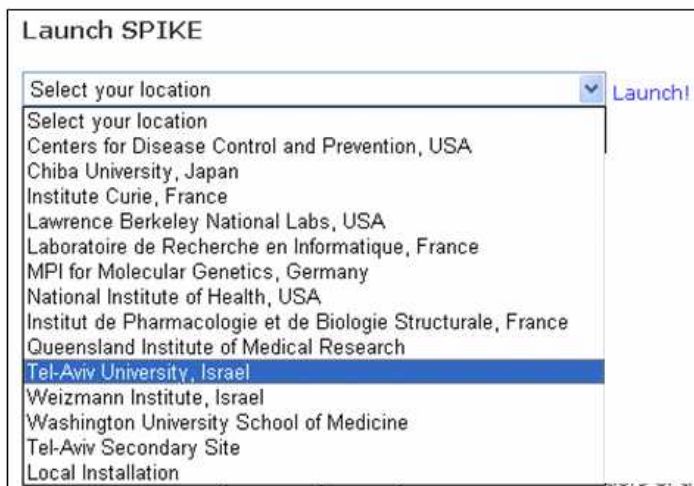 Launch SPIKE
Select your location Launch!
Select your location
Centers for Disease Control and Prevention, USA
Chiba University, Japan
Institute Curie, France
Lawrence Berkeley National Labs, USA
Laboratoire de Recherche en Informatique, France
MPI for Molecular Genetics, Germany
National Institute of Health, USA
Institut de Pharmacologie et de Biologie Structurale, France
Queensland Institute of Medical Research
Tel-Aviv University, Israel
Weizmann Institute, Israel
Washington University School of Medicine
Tel-Aviv Secondary Site
Local Installation